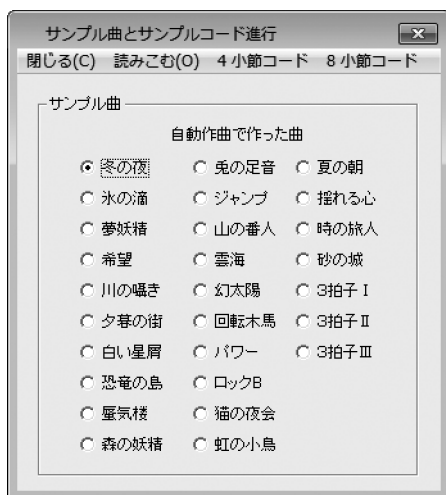 サンプル曲とサンプルコード進行
閉じる(C) 読みこむ(O) 4小節コード 8小節コード
サンプル曲
自動作曲で作った曲
冬の夜 兎の足音 夏の朝
氷の滴 ジャンプ 揺れる心
夢妖精 山の番人 時の旅人
希望 雲海 砂の城
川の囁き 幻太陽 3拍子Ⅰ
夕暮の街 回転木馬 3拍子Ⅱ
白い星屑 パワー 3拍子Ⅲ
恐竜の島 ロックB
蜃気楼 猫の夜会
森の妖精 虹の小鳥